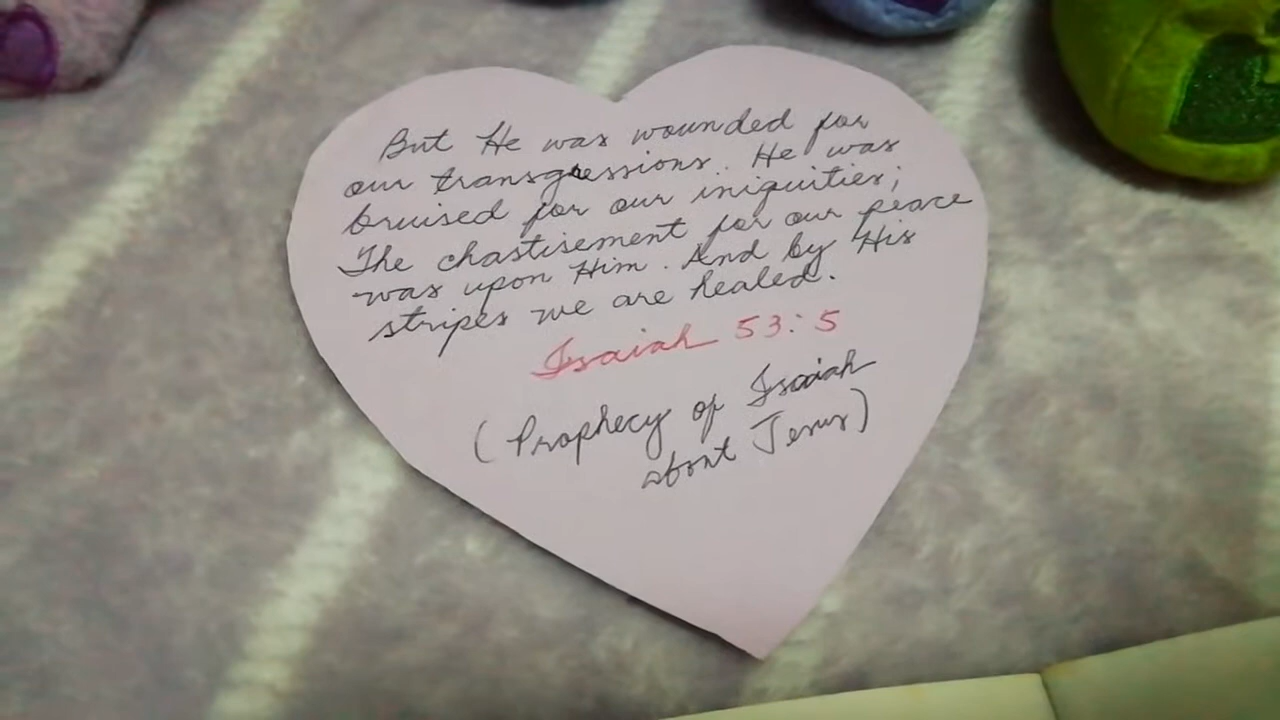 But He was wounded for
our transgressions. He was
bruised for our iniquities;
The chastisement for our peace
was upon Him. And by His
stripes we are healed.
Isaiah 53:5
(Prophecy of Isaiah
about Jesus)